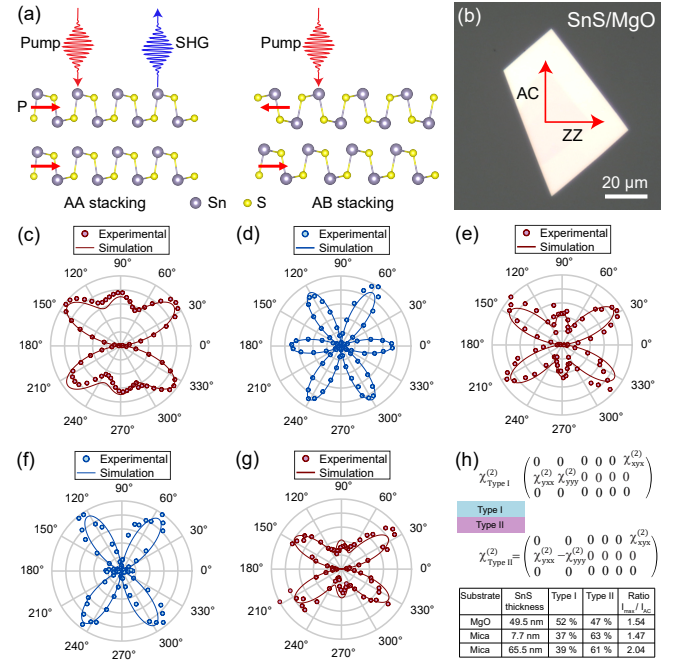 (a)
Pump
SHG
Pump
P
AA stacking
Sn
S
AB stacking
(b)
SnS/MgO
AC
ZZ
20 μm
(c)
Experimental
Simulation
90°
120°
60°
150°
30°
180°
0°
210°
330°
240°
300°
270°
(d)
Experimental
Simulation
90°
120°
60°
150°
30°
180°
0°
210°
330°
240°
300°
270°
(e)
Experimental
Simulation
90°
120°
60°
150°
30°
180°
0°
210°
330°
240°
300°
270°
(f)
Experimental
Simulation
90°
120°
60°
150°
30°
180°
0°
210°
330°
240°
300°
270°
(g)
Experimental
Simulation
90°
120°
60°
150°
30°
180°
0°
210°
330°
240°
300°
270°
(h)
χ(2)Type I (0 0 0 0 0 χ(2)xyx
χ(2)yxx χ(2)yyy 0 0 0 0
0 0 0 0 0 0)
Type I
Type II
χ(2)Type II= (0 0 0 0 0 χ(2)xyx
χ(2)yxx −χ(2)yyy 0 0 0 0
0 0 0 0 0 0)
Substrate SnS thickness Type I Type II Ratio Imax/ IAC
MgO 49.5 nm 52 % 47 % 1.54
Mica 7.7 nm 37 % 63 % 1.47
Mica 65.5 nm 39 % 61 % 2.04